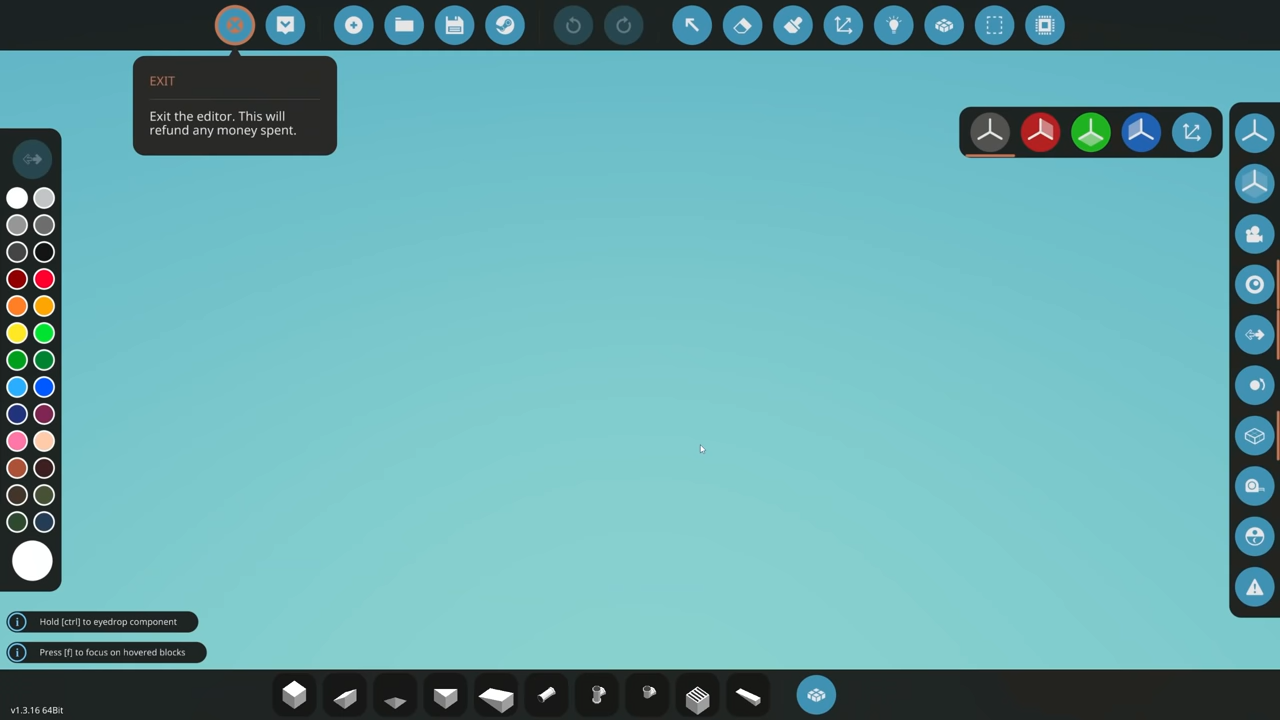 EXIT
Exit the editor. This will
refund any money spent.
Hold [ctrl] to eyedrop component
Press [f] to focus on hovered blocks
v1.3.16 64Bit